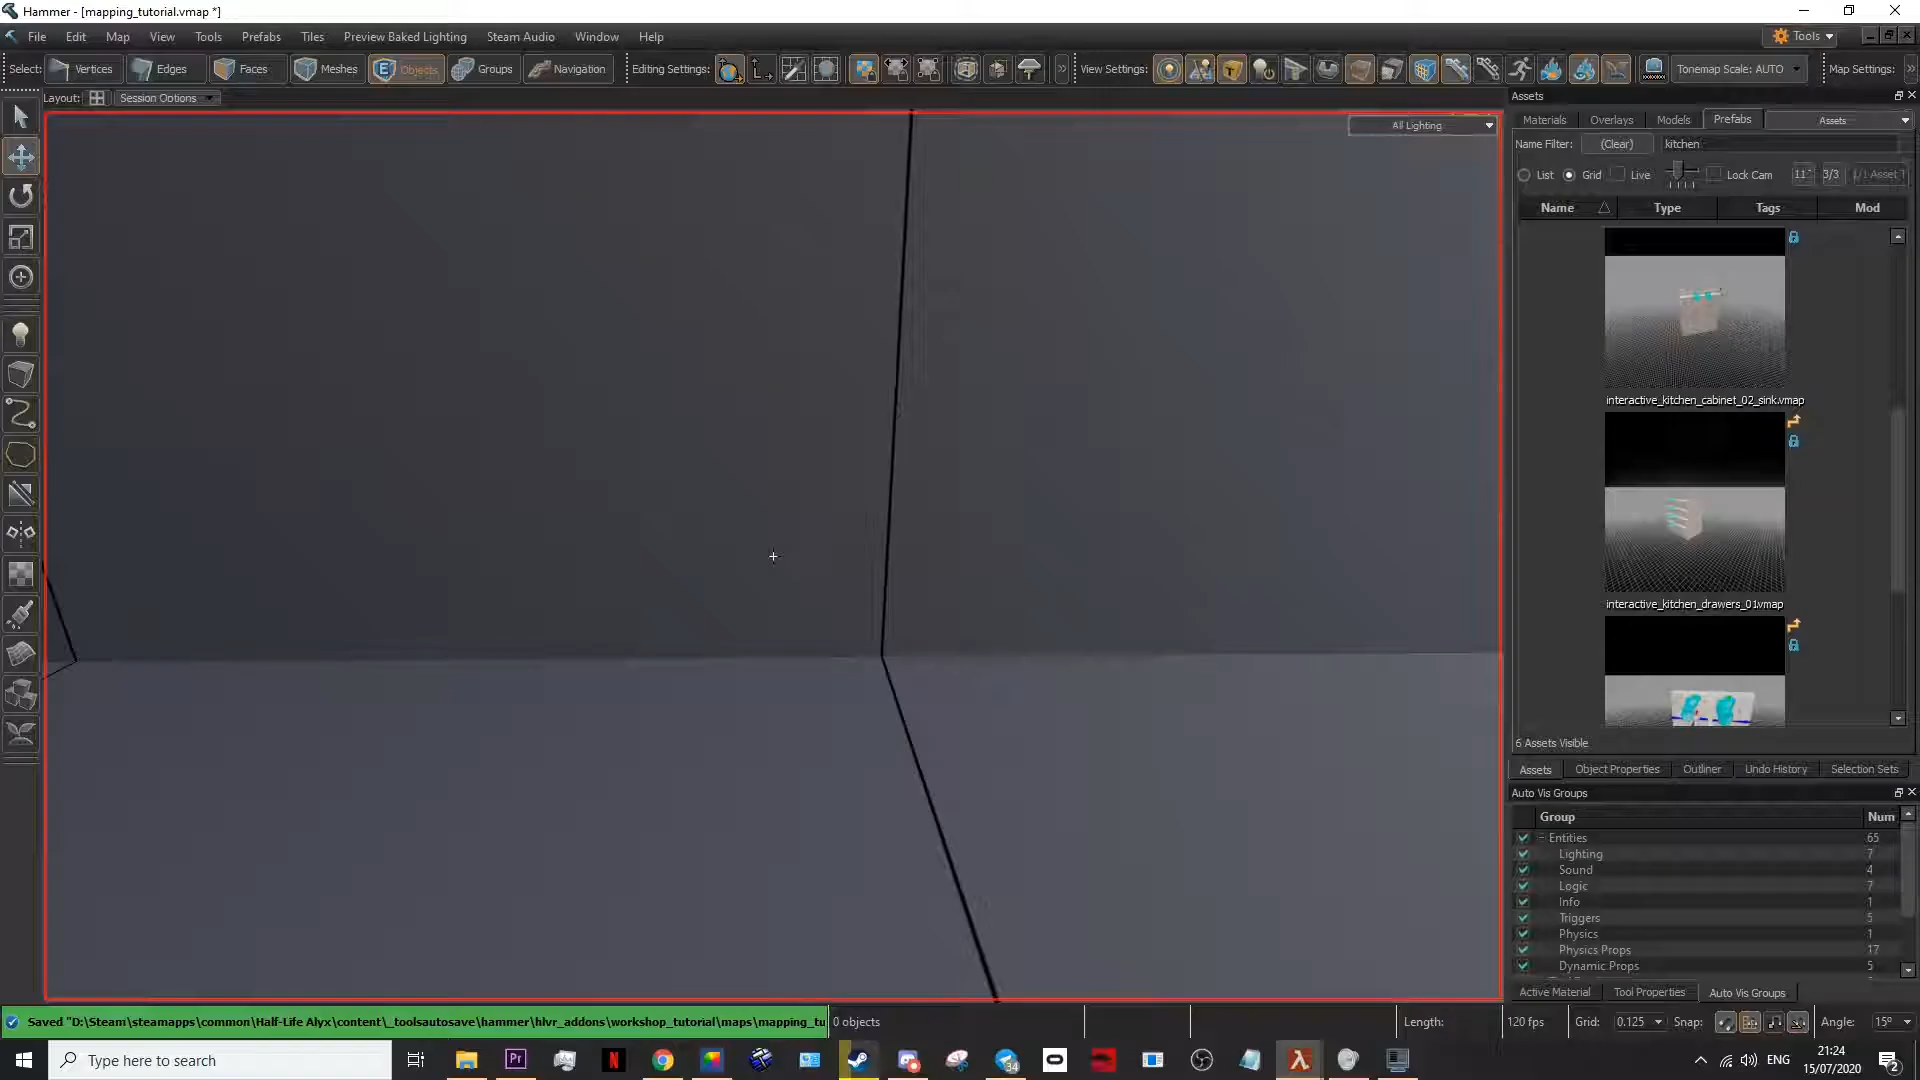 Hammer - [mapping_tutorial.vmap *]
File Edit Map View Tools Prefabs Tiles Preview Baked Lighting Steam Audio Window Help
Tools
Select: Vertices Edges Faces Meshes Objects Groups Navigation Editing Settings: View Settings: Tonemap Scale: AUTO Map Settings:
Layout: Session Options
All Lighting
Assets
Materials Overlays Models Prefabs Assets
Name Filter: (Clear) kitchen
List Grid Live Lock Cam 3/3
Name Type Tags Mod
interactive_kitchen_cabinet_02_sink.vmap
interactive_kitchen_drawers_01.vmap
6 Assets Visible
Assets Object Properties Outliner Undo History Selection Sets
Auto Vis Groups
Group Num
Entities 65
Lighting 7
Sound 4
Logic 7
Info 1
Triggers 5
Physics 1
Physics Props 17
Dynamic Props 5
Active Material Tool Properties Auto Vis Groups
Saved "D:\Steam\steamapps\common\Half-Life Alyx\content\_toolsautosave\hammer\hlvr_addons\workshop_tutorial\maps\mapping_tu
0 objects
Length: 120 fps Grid: 0.125 Snap: Angle: 15°
Type here to search
34
ENG
21:24
15/07/2020
2